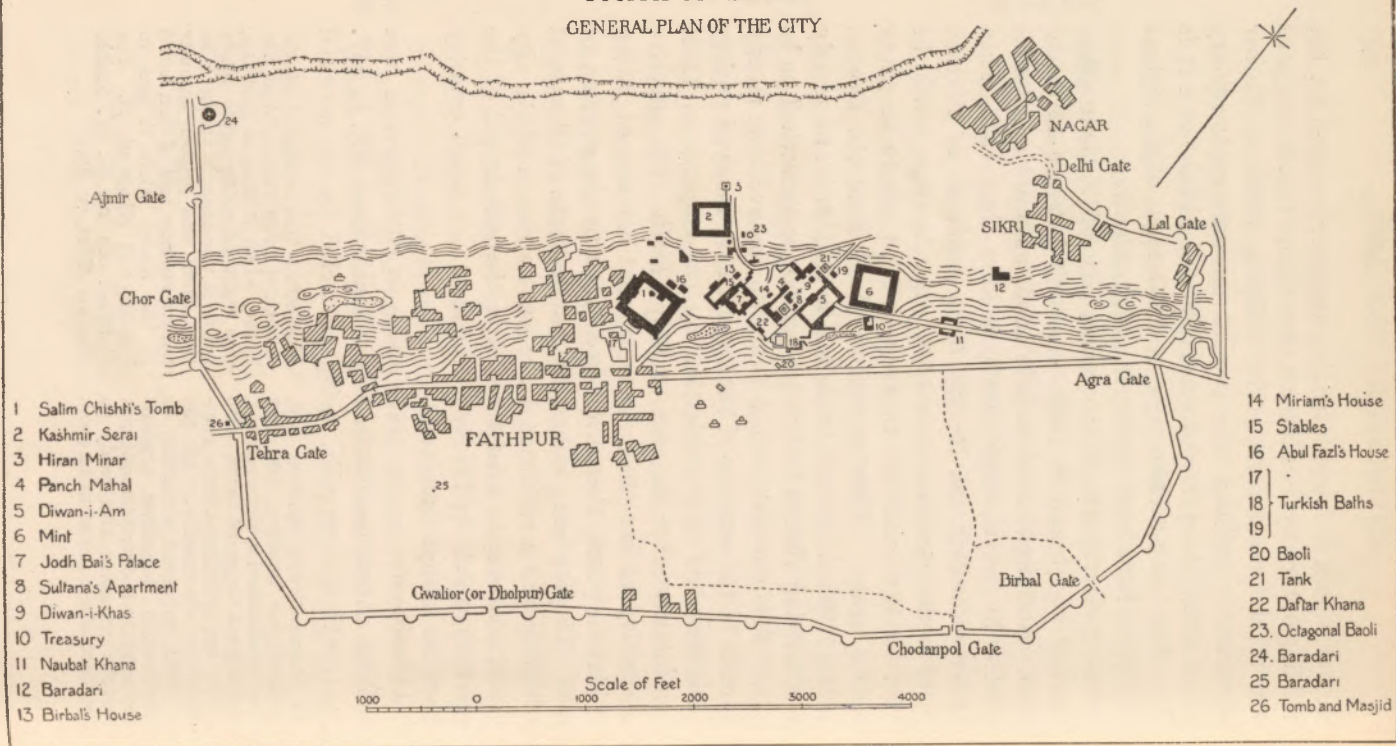 GENERAL PLAN OF THE CITY
NAGAR
Delhi Gate
Ajmir Gate
SIKRI
Lal Gate
Chor Gate
Agra Gate
Tehra Gate
FATHPUR
Birbal Gate
Gwalior (or Dholpur) Gate
Chodanpol Gate
24
3
2
23
21
19
13
16
15
14
12
9
1
7
8
5
6
12
22
10
11
17
18
20
26
25
1 Salim Chishti's Tomb
2 Kashmir Serai
3 Hiran Minar
4 Panch Mahal
5 Diwan-i-Am
6 Mint
7 Jodh Bai's Palace
8 Sultana's Apartment
9 Diwan-i-Khas
10 Treasury
11 Naubat Khana
12 Baradari
13 Birbal's House
14 Miriam's House
15 Stables
16 Abul Fazl's House
17
18 Turkish Baths
19
20 Baoli
21 Tank
22 Daftar Khana
23. Octagonal Baoli
24. Baradari
25 Baradari
26 Tomb and Masjid
Scale of Feet
1000 0 1000 2000 3000 4000